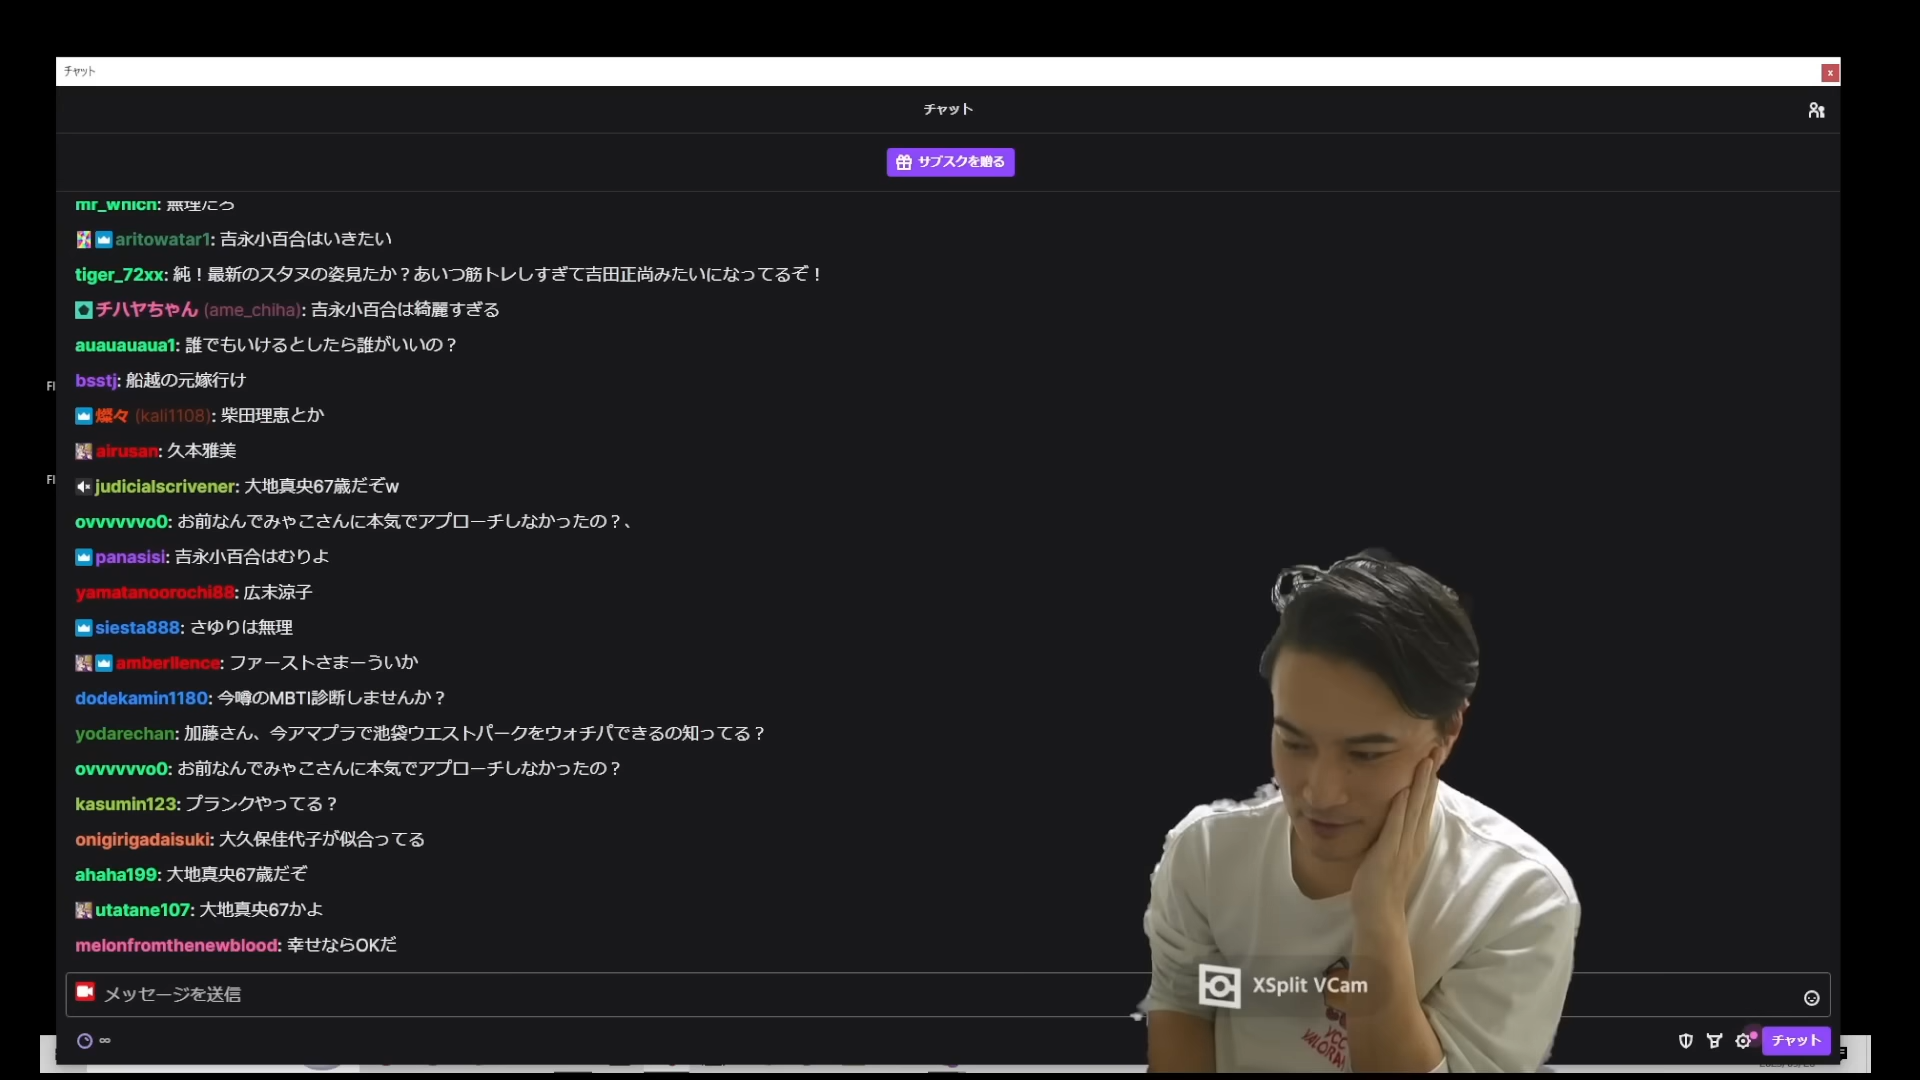 チャット
x
チャット
サブスクを贈る
mr_which: 無理だろ
aritowatar1: 吉永小百合はいきたい
tiger_72xx: 純！最新のスタヌの姿見たか？あいつ筋トレしすぎて吉田正尚みたいになってるぞ！
チハヤちゃん (ame_chiha): 吉永小百合は綺麗すぎる
auauauaua1: 誰でもいけるとしたら誰がいいの？
bsstj: 船越の元嫁行け
燦々 (kali1108): 柴田理恵とか
airusan: 久本雅美
judicialscrivener: 大地真央67歳だぞw
ovvvvvvo0: お前なんでみゃこさんに本気でアプローチしなかったの？、
panasisi: 吉永小百合はむりよ
yamatanoorochi88: 広末涼子
siesta888: さゆりは無理
amberllence: ファーストさまーういか
dodekamin1180: 今噂のMBTI診断しませんか？
yodarechan: 加藤さん、今アマプラで池袋ウエストパークをウォチパできるの知ってる？
ovvvvvvo0: お前なんでみゃこさんに本気でアプローチしなかったの？
kasumin123: プランクやってる？
onigirigadaisuki: 大久保佳代子が似合ってる
ahaha199: 大地真央67歳だぞ
utatane107: 大地真央67かよ
melonfromthenewblood: 幸せならOKだ
メッセージを送信
XSplit VCam
∞
チャット